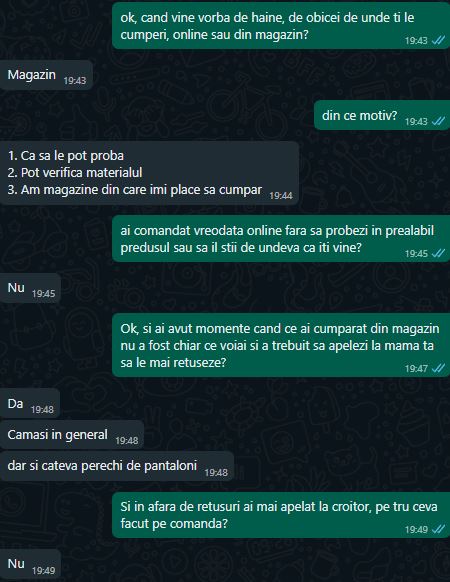 ok, cand vine vorba de haine, de obicei de unde ti le
cumperi, online sau din magazin?
19:43
Magazin 19:43
din ce motiv? 19:43
1. Ca sa le pot proba
2. Pot verifica materialul
3. Am magazine din care imi place sa cumpar 19:44
ai comandat vreodata online fara sa probezi in prealabil
predusul sau sa il stii de undeva ca iti vine?
19:45
Nu 19:45
Ok, si ai avut momente cand ce ai cumparat din magazin
nu a fost chiar ce voiai si a trebuit sa apelezi la mama ta
sa le mai retuseze?
19:47
Da 19:48
Camasi in general 19:48
dar si cateva perechi de pantaloni 19:48
Si in afara de retusuri ai mai apelat la croitor, pe tru ceva
facut pe comanda?
19:49
Nu 19:49